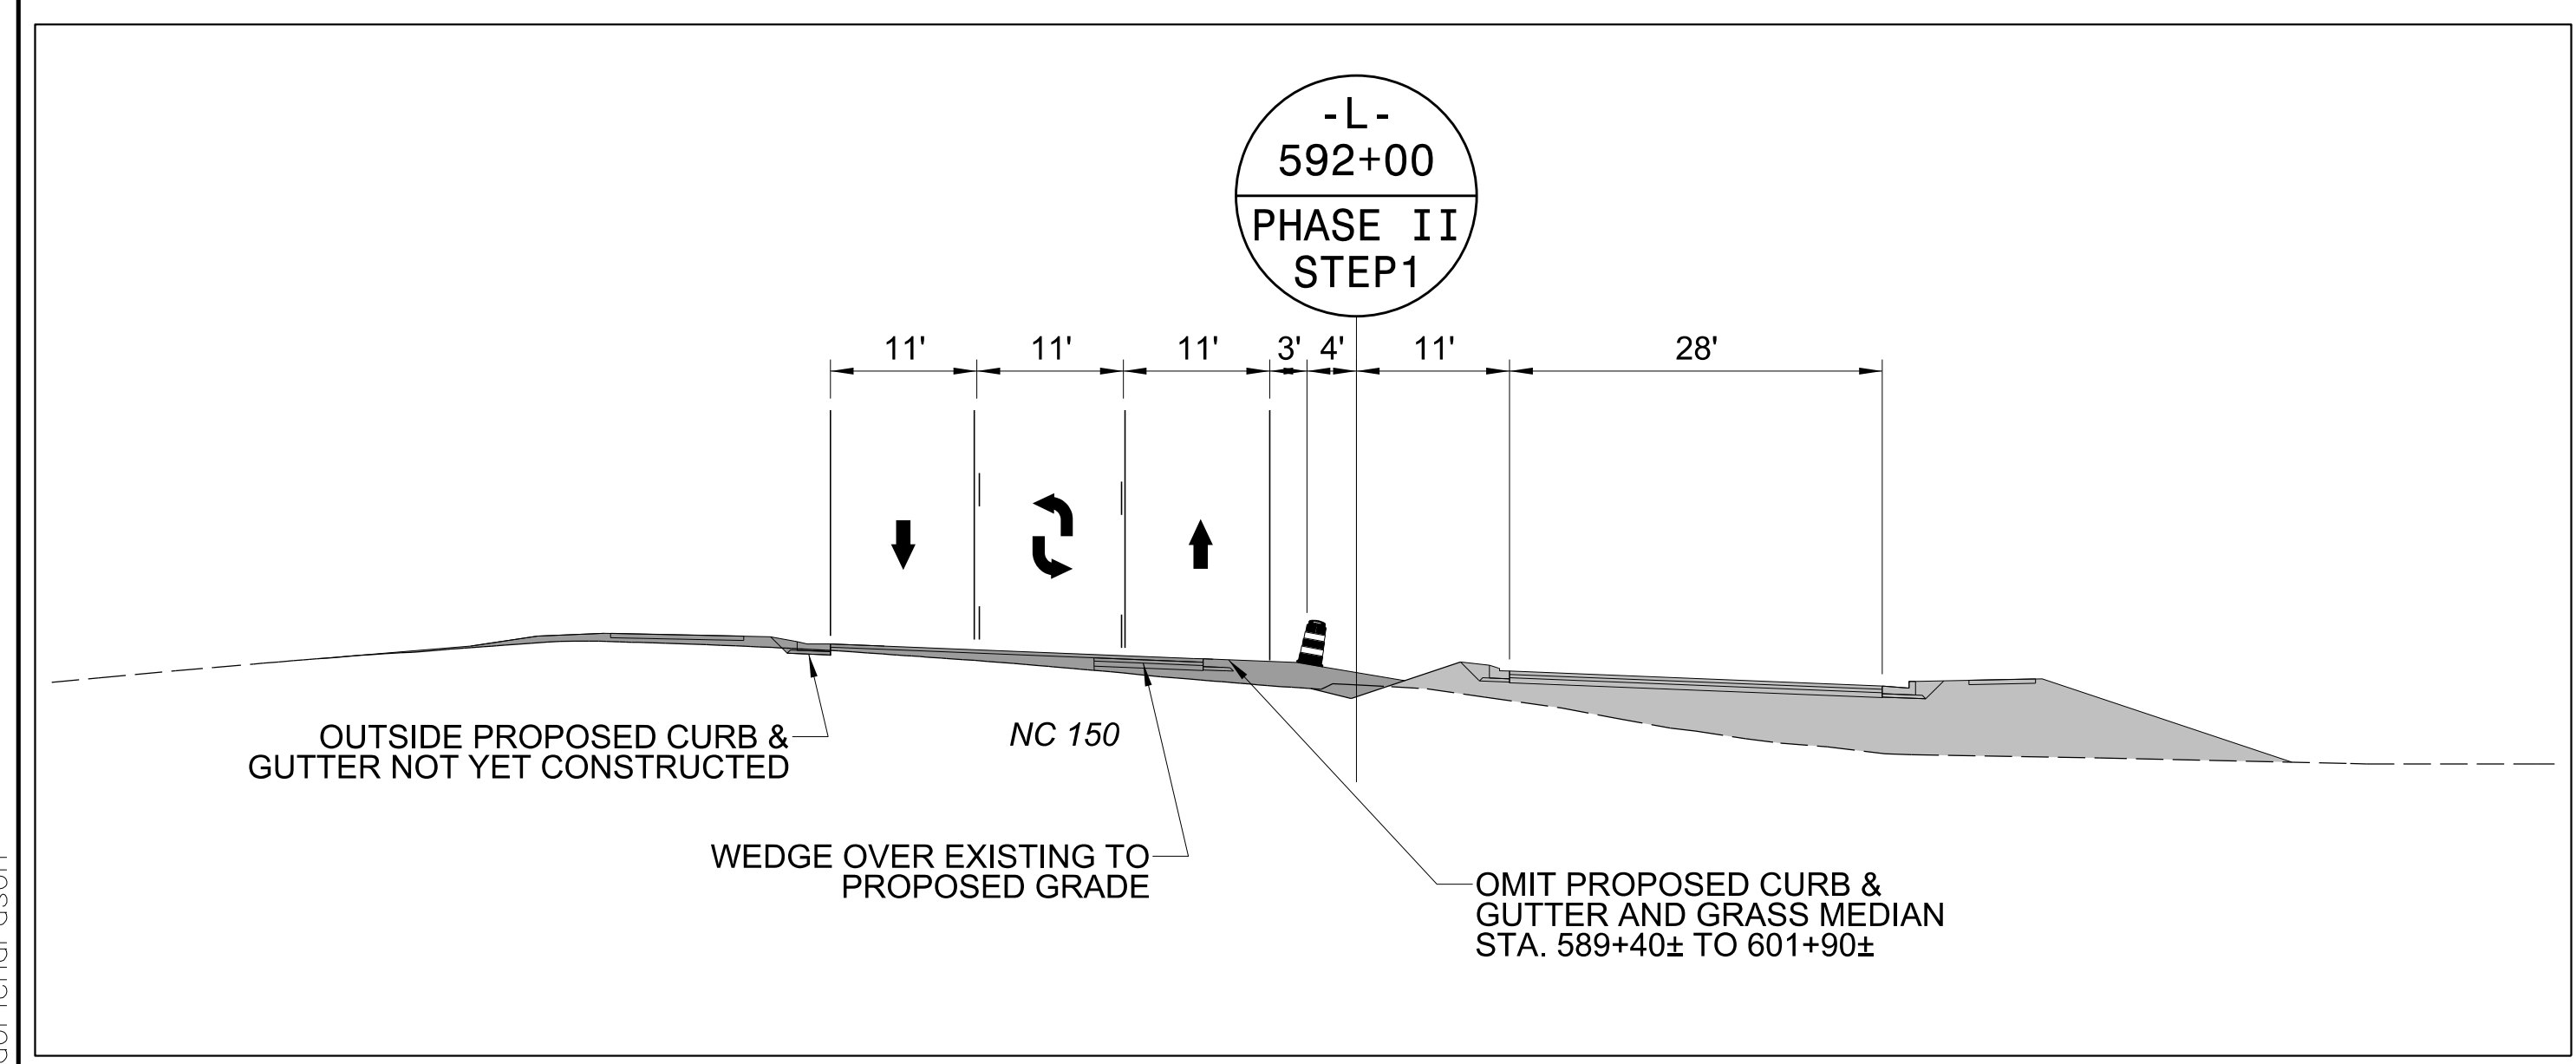 -L-
592+00
PHASE II
STEP1
11'
11'
11'
3'
4'
11'
28'
OUTSIDE PROPOSED CURB &
GUTTER NOT YET CONSTRUCTED
NC 150
WEDGE OVER EXISTING TO
PROPOSED GRADE
OMIT PROPOSED CURB &
GUTTER AND GRASS MEDIAN
STA. 589+40± TO 601+90±